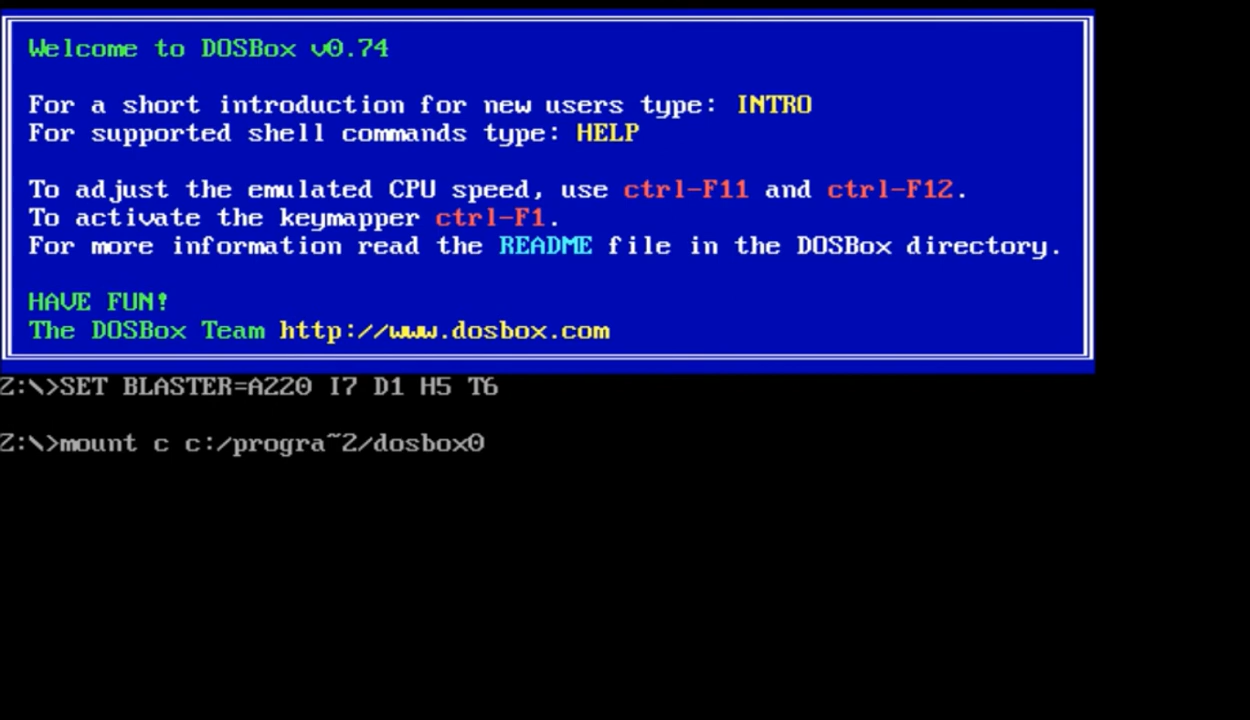 Welcome to DOSBox v0.74
For a short introduction for new users type: INTRO
For supported shell commands type: HELP
To adjust the emulated CPU speed, use ctrl-F11 and ctrl-F12.
To activate the keymapper ctrl-F1.
For more information read the README file in the DOSBox directory.
HAVE FUN!
The DOSBox Team http://www.dosbox.com
Z:\>SET BLASTER=A220 I7 D1 H5 T6
Z:\>mount c c:/progra~2/dosbox0